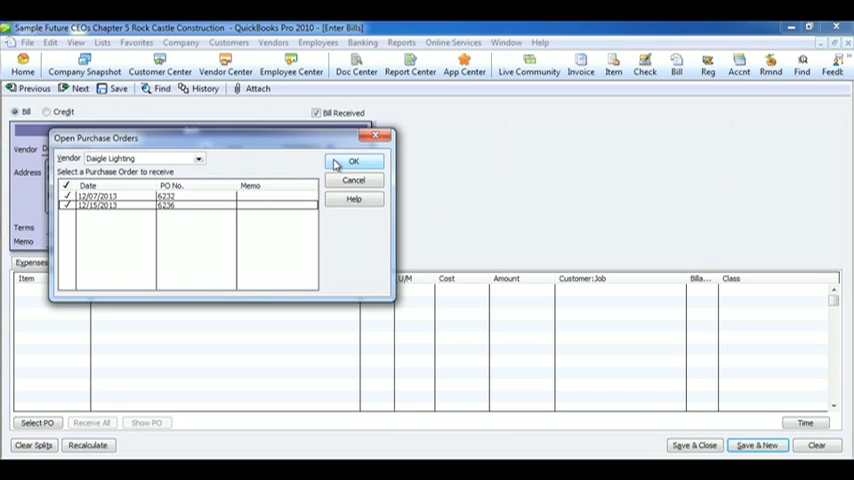 Sample Future CEOs Chapter 5 Rock Castle Construction - QuickBooks Pro 2010 - [Enter Bills]
File Edit View Lists Favorites Company Customers Vendors Employees Banking Reports Online Services Window Help
Home Company Snapshot Customer Center Vendor Center Employee Center Doc Center Report Center App Center Live Community Invoice Item Check Bill Reg Accnt Rmnd Find Feedb
Previous Next Save Find History Attach
Bill Credit Bill Received
Open Purchase Orders
Vendor
Vendor Daigle Lighting OK
Address
Select a Purchase Order to receive
Cancel
Date PO No. Memo
12/07/2013 6232
Help
12/15/2013 6236
Terms
Memo
Expenses
Item U/M Cost Amount Customer:Job Billa... Class
Select PO Receive All Show PO Time
Clear Splits Recalculate Save & Close Save & New Clear